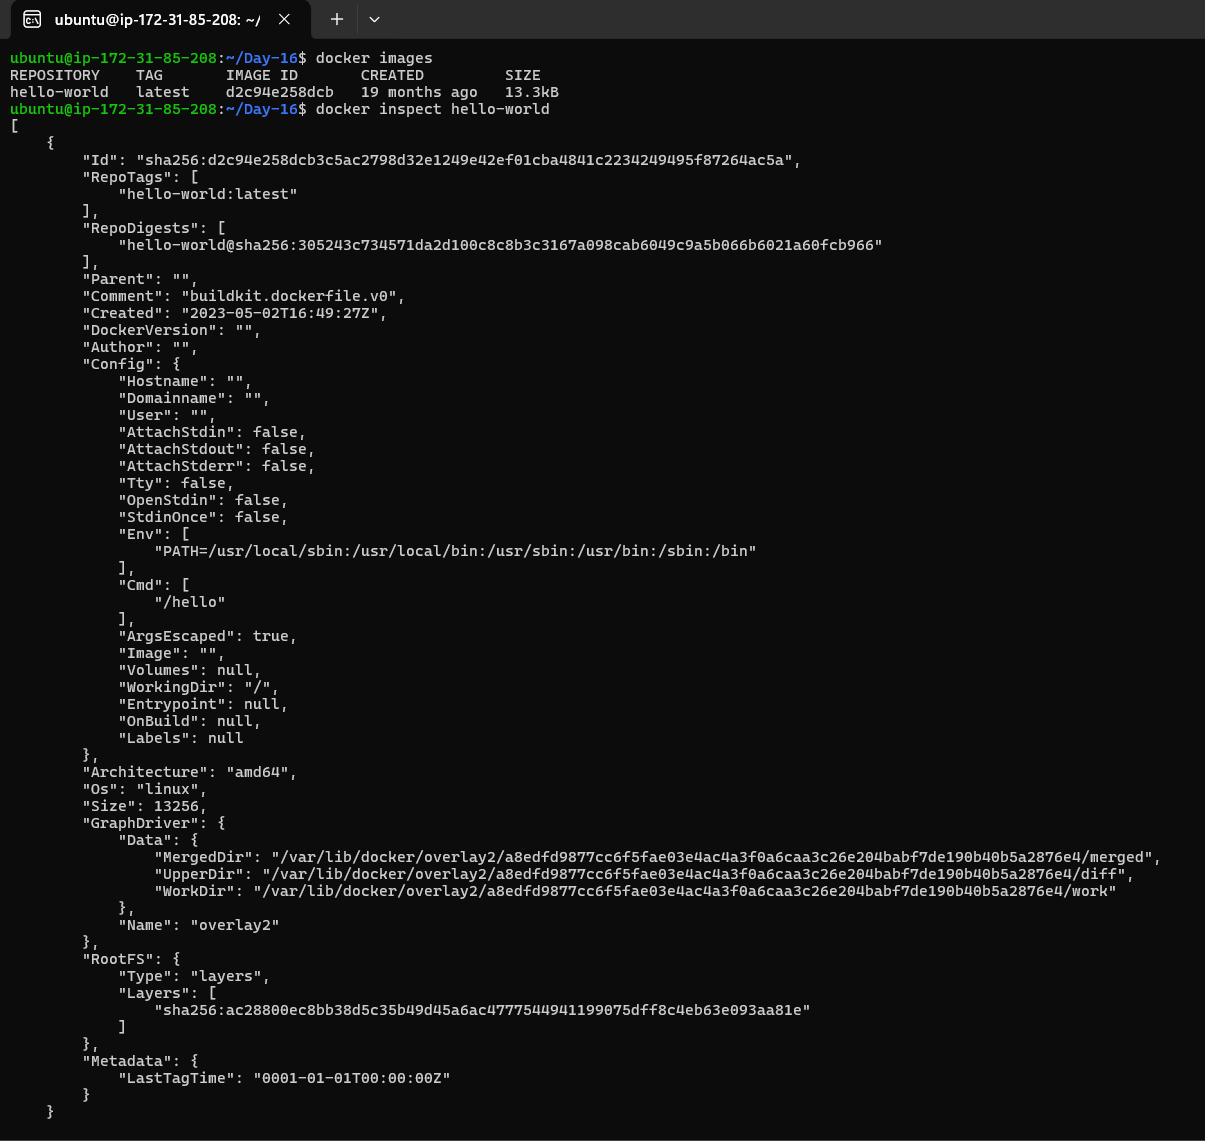 ubuntu@ip-172-31-85-208: ~/
ubuntu@ip-172-31-85-208:~/Day-16$ docker images
REPOSITORY    TAG       IMAGE ID       CREATED         SIZE
hello-world   latest    d2c94e258dcb   19 months ago   13.3kB
ubuntu@ip-172-31-85-208:~/Day-16$ docker inspect hello-world
[
    {
        "Id": "sha256:d2c94e258dcb3c5ac2798d32e1249e42ef01cba4841c2234249495f87264ac5a",
        "RepoTags": [
            "hello-world:latest"
        ],
        "RepoDigests": [
            "hello-world@sha256:305243c734571da2d100c8c8b3c3167a098cab6049c9a5b066b6021a60fcb966"
        ],
        "Parent": "",
        "Comment": "buildkit.dockerfile.v0",
        "Created": "2023-05-02T16:49:27Z",
        "DockerVersion": "",
        "Author": "",
        "Config": {
            "Hostname": "",
            "Domainname": "",
            "User": "",
            "AttachStdin": false,
            "AttachStdout": false,
            "AttachStderr": false,
            "Tty": false,
            "OpenStdin": false,
            "StdinOnce": false,
            "Env": [
                "PATH=/usr/local/sbin:/usr/local/bin:/usr/sbin:/usr/bin:/sbin:/bin"
            ],
            "Cmd": [
                "/hello"
            ],
            "ArgsEscaped": true,
            "Image": "",
            "Volumes": null,
            "WorkingDir": "/",
            "Entrypoint": null,
            "OnBuild": null,
            "Labels": null
        },
        "Architecture": "amd64",
        "Os": "linux",
        "Size": 13256,
        "GraphDriver": {
            "Data": {
                "MergedDir": "/var/lib/docker/overlay2/a8edfd9877cc6f5fae03e4ac4a3f0a6caa3c26e204babf7de190b40b5a2876e4/merged",
                "UpperDir": "/var/lib/docker/overlay2/a8edfd9877cc6f5fae03e4ac4a3f0a6caa3c26e204babf7de190b40b5a2876e4/diff",
                "WorkDir": "/var/lib/docker/overlay2/a8edfd9877cc6f5fae03e4ac4a3f0a6caa3c26e204babf7de190b40b5a2876e4/work"
            },
            "Name": "overlay2"
        },
        "RootFS": {
            "Type": "layers",
            "Layers": [
                "sha256:ac28800ec8bb38d5c35b49d45a6ac4777544941199075dff8c4eb63e093aa81e"
            ]
        },
        "Metadata": {
            "LastTagTime": "0001-01-01T00:00:00Z"
        }
    }